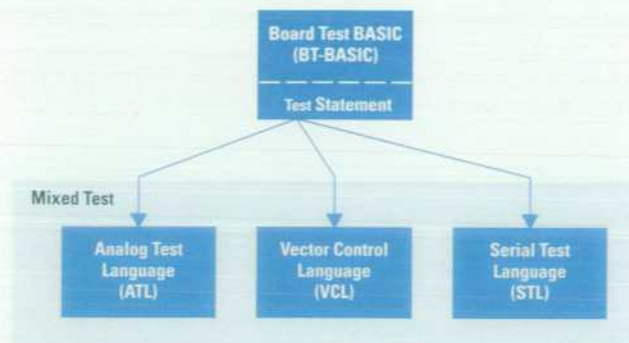 Board Test BASIC
(BT-BASIC)
Test Statement
Mixed Test
Analog Test
Language
(ATL)
Vector Control
Language
(VCL)
Serial Test
Language
(STL)